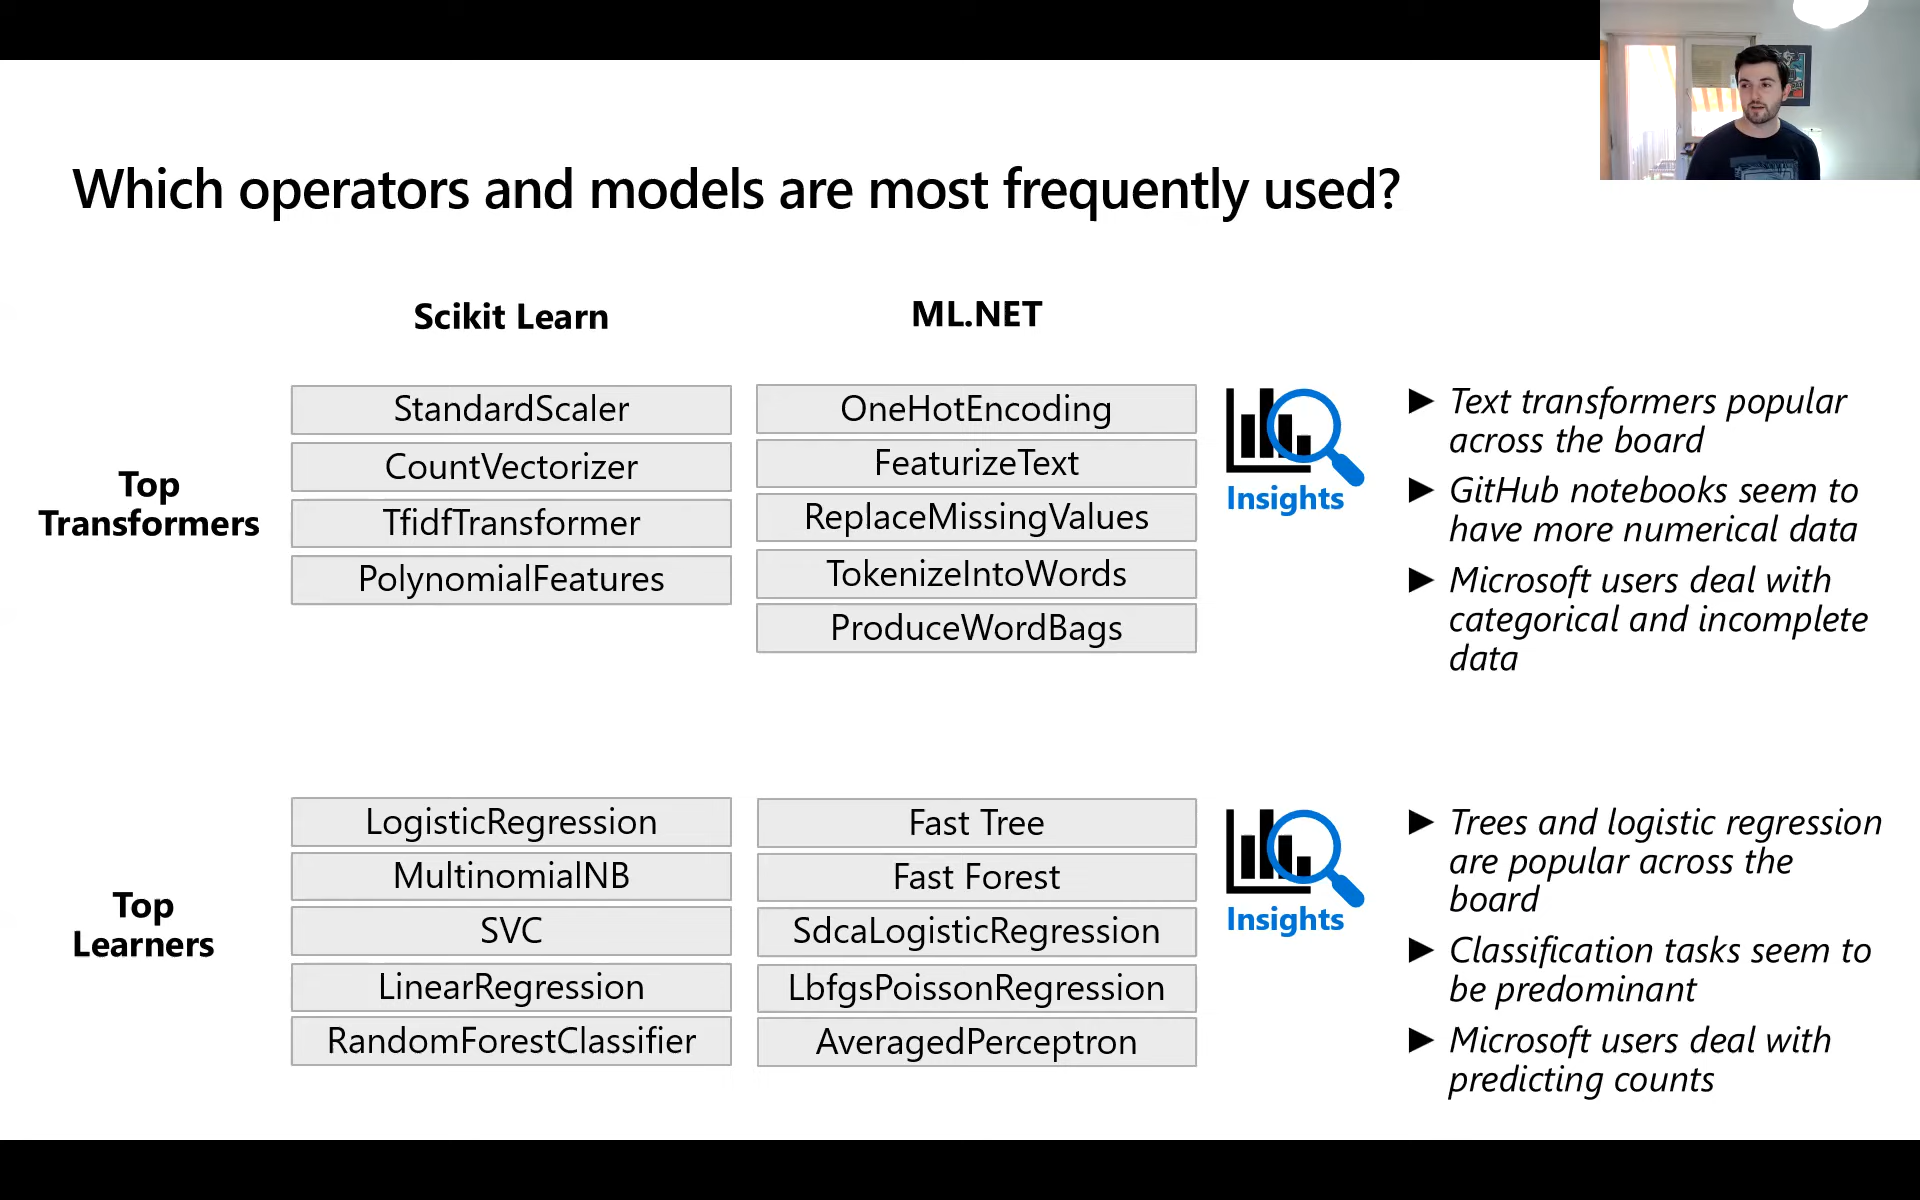 Which operators and models are most frequently used?
Scikit Learn
ML.NET
Top
Transformers
StandardScaler
CountVectorizer
TfidfTransformer
PolynomialFeatures
OneHotEncoding
FeaturizeText
ReplaceMissingValues
TokenizeIntoWords
ProduceWordBags
Insights
► Text transformers popular
across the board
► GitHub notebooks seem to
have more numerical data
► Microsoft users deal with
categorical and incomplete
data
Top
Learners
LogisticRegression
MultinomialNB
SVC
LinearRegression
RandomForestClassifier
Fast Tree
Fast Forest
SdcaLogisticRegression
LbfgsPoissonRegression
AveragedPerceptron
Insights
► Trees and logistic regression
are popular across the
board
► Classification tasks seem to
be predominant
► Microsoft users deal with
predicting counts